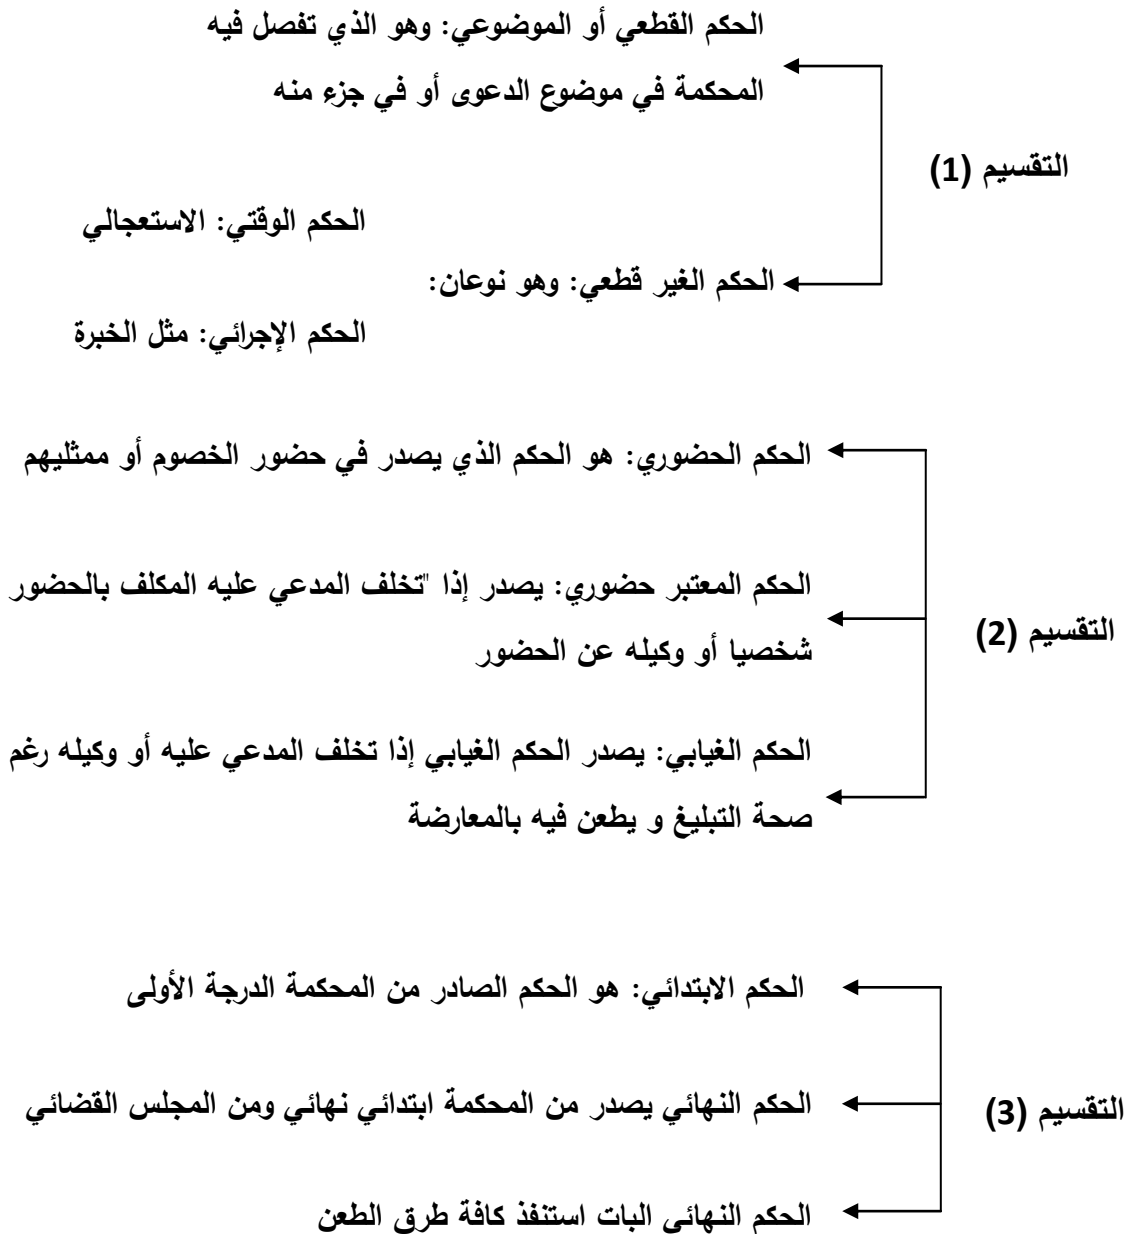 الحكم القطعي أو الموضوعي: وهو الذي تفصل فيه
المحكمة في موضوع الدعوى أو في جزء منه
التقسيم (1)
الحكم الوقتي: الاستعجالي
الحكم الغير قطعي: وهو نوعان:
الحكم الإجرائي: مثل الخبرة
الحكم الحضوري: هو الحكم الذي يصدر في حضور الخصوم أو ممثليهم
الحكم المعتبر حضوري: يصدر إذا "تخلف المدعي عليه المكلف بالحضور
التقسيم (2)
شخصيا أو وكيله عن الحضور
الحكم الغيابي: يصدر الحكم الغيابي إذا تخلف المدعي عليه أو وكيله رغم
صحة التبليغ و يطعن فيه بالمعارضة
الحكم الابتدائي: هو الحكم الصادر من المحكمة الدرجة الأولى
التقسيم (3)
الحكم النهائي يصدر من المحكمة ابتدائي نهائي ومن المجلس القضائي
الحكم النهائي البات استنفذ كافة طرق الطعن